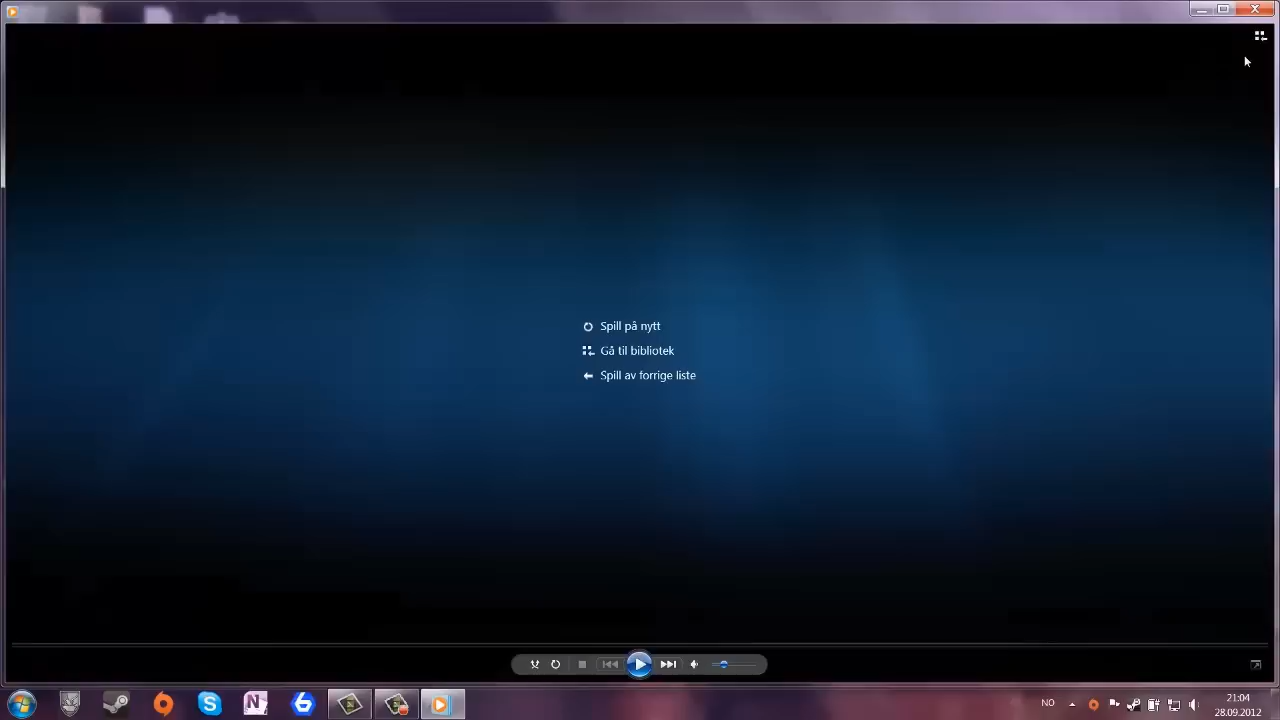 Spill på nytt
Gå til bibliotek
Spill av forrige liste
NO
21:04
28.09.2012